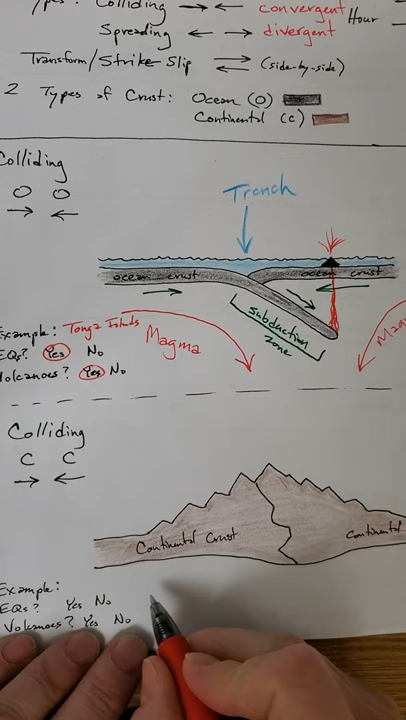 ypes: Colliding → ← convergent
Hour
Spreading ← → divergent
Transform/Strike-Slip (side-by-side)
2 Types of Crust: Ocean (O)
Continental (c)
Colliding
O O
Trench
ocean crust
ocean crust
subduction zone
Example: Tonga Islands
EQs? Yes No
Volcanoes? Yes No
Magma
Mag
Colliding
C C
Continental Crust
Continental
Example:
EQs? Yes No
Volcanoes? Yes No